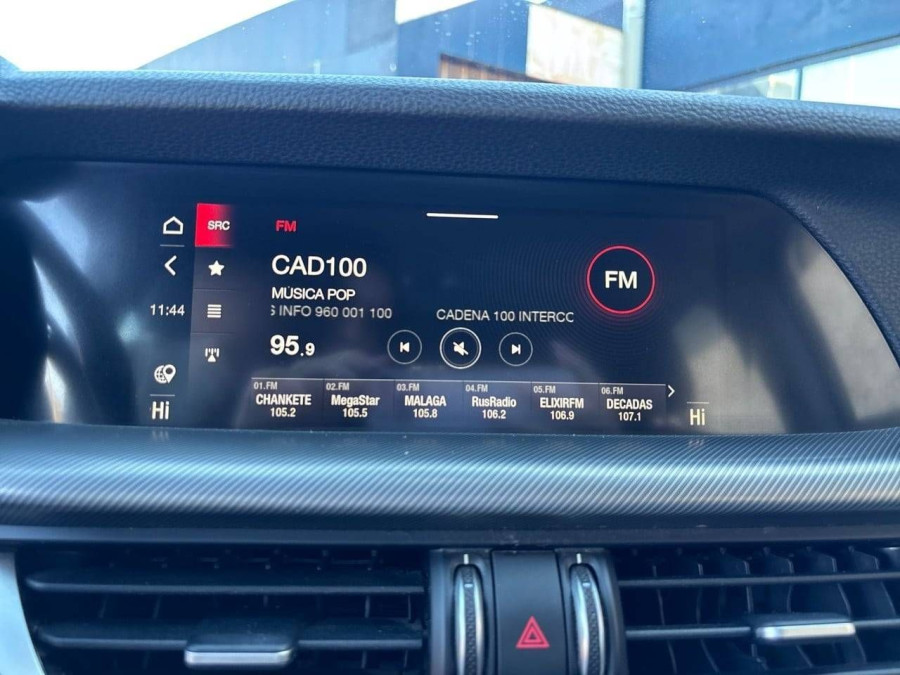 SRC
FM
CAD100
MÚSICA POP
INFO 960 001 100 CADENA 100 INTERCO
FM
11:44
95.9
01.FM 02.FM 03.FM 04.FM 05.FM 06.FM
CHANKETE MegaStar MALAGA RusRadio ELIXIRFM DECADAS
105.2 105.5 105.8 106.2 106.9 107.1
Hi Hi